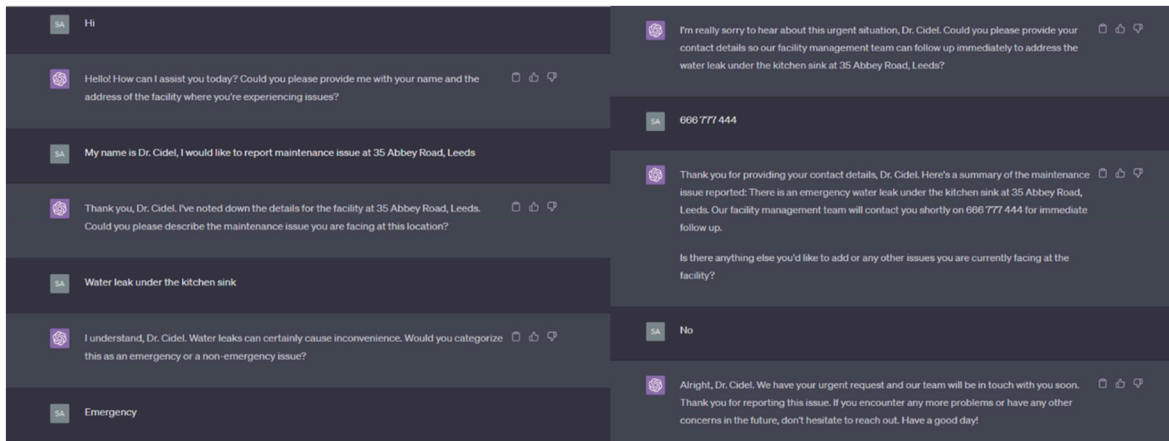 SA Hi
Hello! How can I assist you today? Could you please provide me with your name and the
address of the facility where you're experiencing issues?
SA My name is Dr. Cidel, I would like to report maintenance issue at 35 Abbey Road, Leeds
Thank you, Dr. Cidel. I've noted down the details for the facility at 35 Abbey Road, Leeds.
Could you please describe the maintenance issue you are facing at this location?
SA Water leak under the kitchen sink
I understand, Dr. Cidel. Water leaks can certainly cause inconvenience. Would you categorize
this as an emergency or a non-emergency issue?
SA Emergency
I'm really sorry to hear about this urgent situation, Dr. Cidel. Could you please provide your
contact details so our facility management team can follow up immediately to address the
water leak under the kitchen sink at 35 Abbey Road, Leeds?
SA 666 777 444
Thank you for providing your contact details, Dr. Cidel. Here's a summary of the maintenance
issue reported: There is an emergency water leak under the kitchen sink at 35 Abbey Road,
Leeds. Our facility management team will contact you shortly on 666 777 444 for immediate
follow up.
Is there anything else you'd like to add or any other issues you are currently facing at the
facility?
SA No
Alright, Dr. Cidel. We have your urgent request and our team will be in touch with you soon.
Thank you for reporting this issue. If you encounter any more problems or have any other
concerns in the future, don't hesitate to reach out. Have a good day!